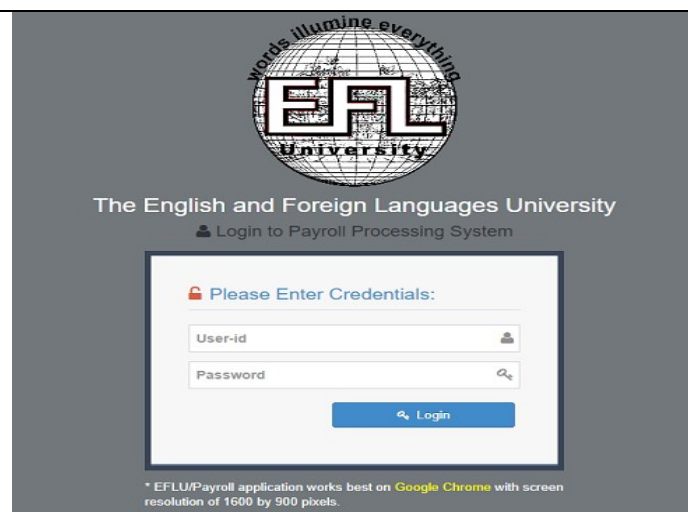 words illumine everything
EFL
University
The English and Foreign Languages University
Login to Payroll Processing System
Please Enter Credentials:
User-id
Password
Login
* EFLU/Payroll application works best on Google Chrome with screen
resolution of 1600 by 900 pixels.